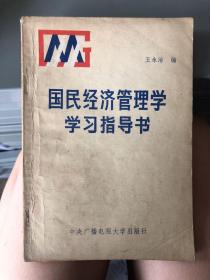 王永治 编
国民经济管理学
学习指导书
中央广播电视大学出版社